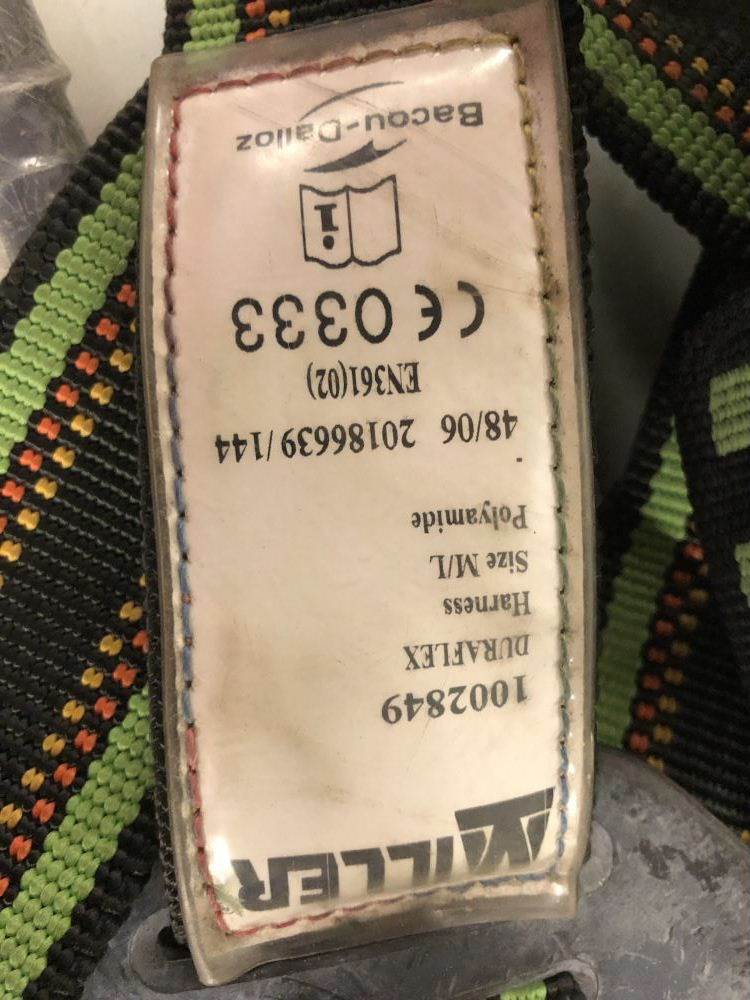 MILLER
1002849
DURAFLEX
Harness
Size M/L
Polyamide
48/06 20186639/144
EN361(02)
CE 0333
i
Bacou-Dalloz